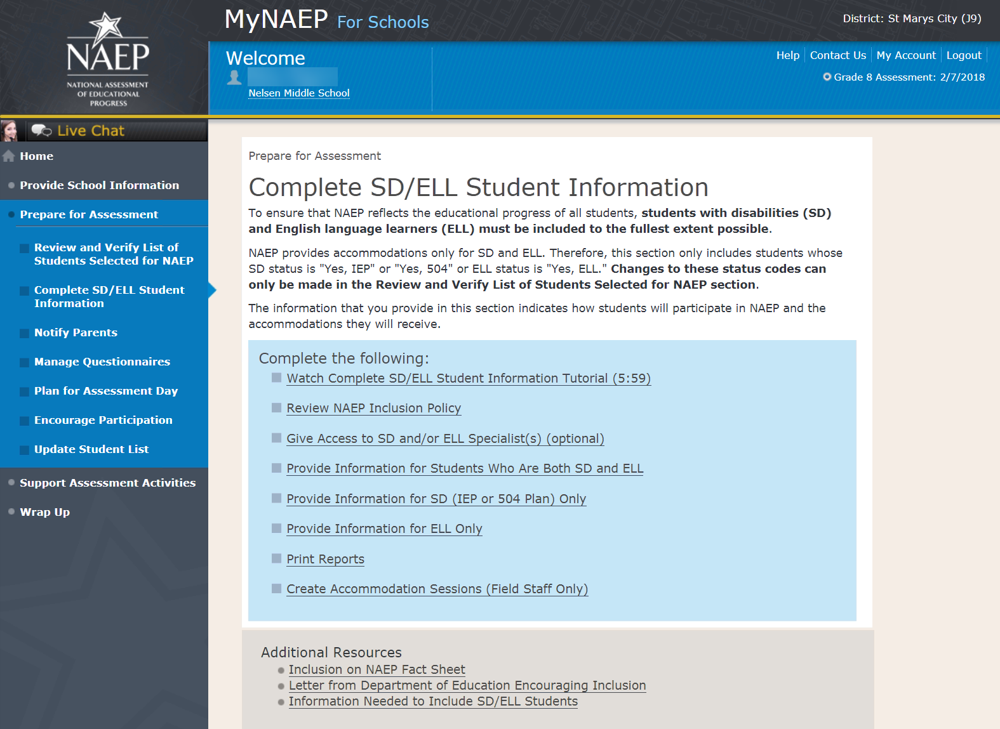 NAEP
NATIONAL ASSESSMENT
OF EDUCATIONAL
PROGRESS
MyNAEP For Schools
District: St Marys City (J9)
Welcome
Nelsen Middle School
Help
Contact Us
My Account
Logout
Grade 8 Assessment: 2/7/2018
Live Chat
Home
Provide School Information
Prepare for Assessment
Review and Verify List of
Students Selected for NAEP
Complete SD/ELL Student
Information
Notify Parents
Manage Questionnaires
Plan for Assessment Day
Encourage Participation
Update Student List
Support Assessment Activities
Wrap Up
Prepare for Assessment
Complete SD/ELL Student Information
To ensure that NAEP reflects the educational progress of all students, students with disabilities (SD)
and English language learners (ELL) must be included to the fullest extent possible.
NAEP provides accommodations only for SD and ELL. Therefore, this section only includes students whose
SD status is "Yes, IEP" or "Yes, 504" or ELL status is "Yes, ELL." Changes to these status codes can
only be made in the Review and Verify List of Students Selected for NAEP section.
The information that you provide in this section indicates how students will participate in NAEP and the
accommodations they will receive.
Complete the following:
Watch Complete SD/ELL Student Information Tutorial (5:59)
Review NAEP Inclusion Policy
Give Access to SD and/or ELL Specialist(s) (optional)
Provide Information for Students Who Are Both SD and ELL
Provide Information for SD (IEP or 504 Plan) Only
Provide Information for ELL Only
Print Reports
Create Accommodation Sessions (Field Staff Only)
Additional Resources
Inclusion on NAEP Fact Sheet
Letter from Department of Education Encouraging Inclusion
Information Needed to Include SD/ELL Students